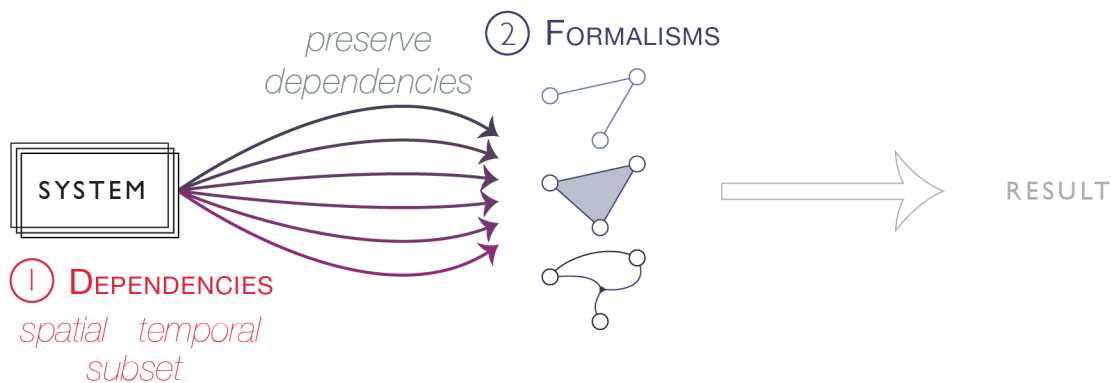 preserve
dependencies
2 FORMALISMS
SYSTEM
RESULT
1 DEPENDENCIES
spatial temporal
subset